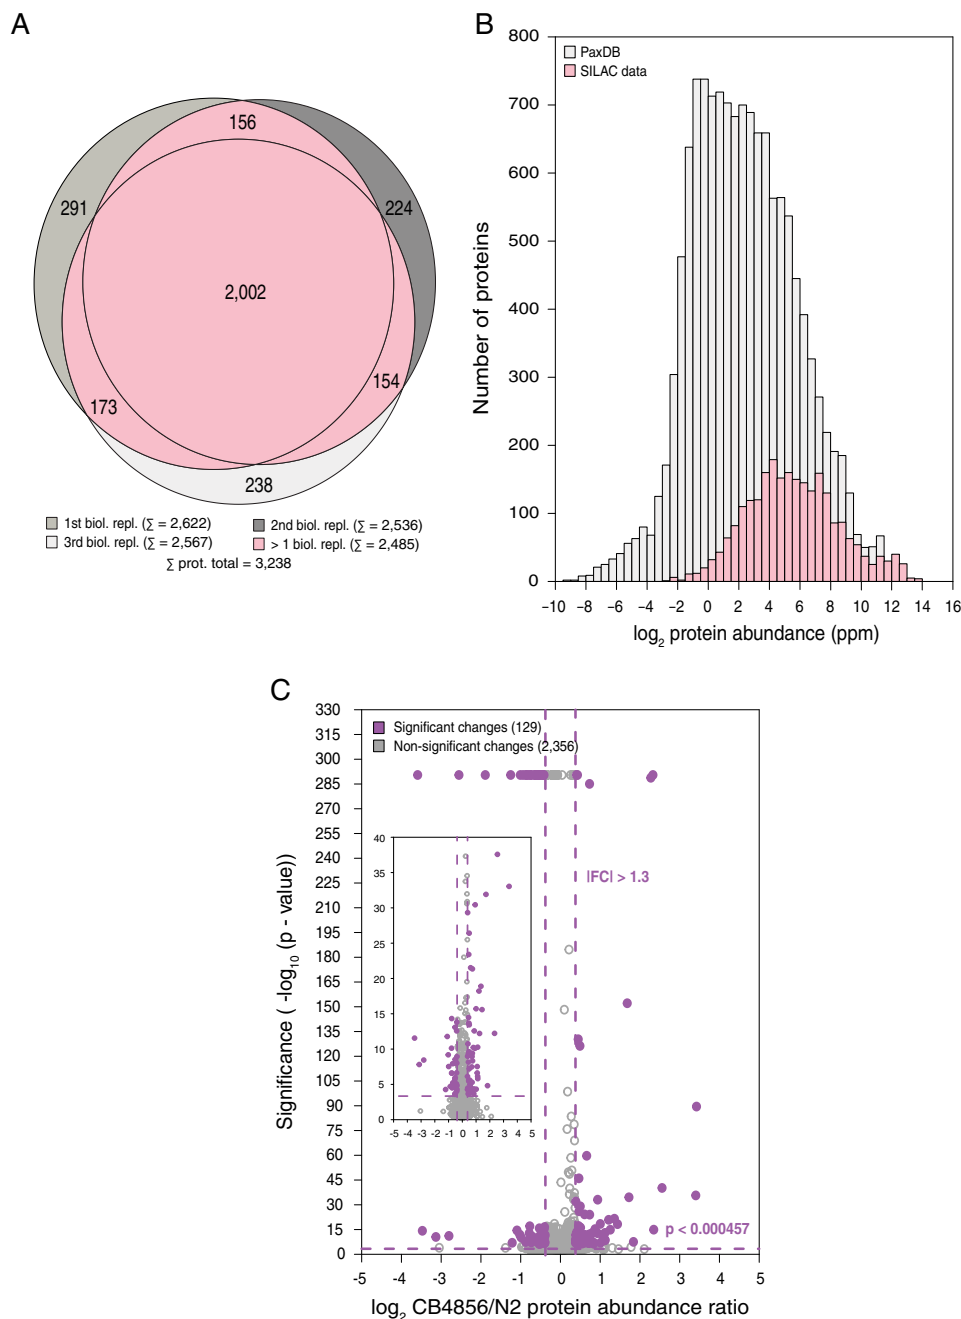 A
156
291
224
2,002
154
173
238
1st biol. repl. (∑ = 2,622)
2nd biol. repl. (∑ = 2,536)
3rd biol. repl. (∑ = 2,567)
> 1 biol. repl. (∑ = 2,485)
∑ prot. total = 3,238
B
PaxDB
SILAC data
Number of proteins
800
700
600
500
400
300
200
100
0
−10 −8 −6 −4 −2 0 2 4 6 8 10 12 14 16
log2 protein abundance (ppm)
C
Significant changes (129)
Non-significant changes (2,356)
|FC| > 1.3
p < 0.000457
Significance ( -log10 (p - value))
330
315
300
285
270
255
240
225
210
195
180
165
150
135
120
105
90
75
60
45
30
15
0
-5 -4 -3 -2 -1 0 1 2 3 4 5
log2 CB4856/N2 protein abundance ratio
40
35
30
25
20
15
10
5
0
-5 -4 -3 -2 -1 0 1 2 3 4 5